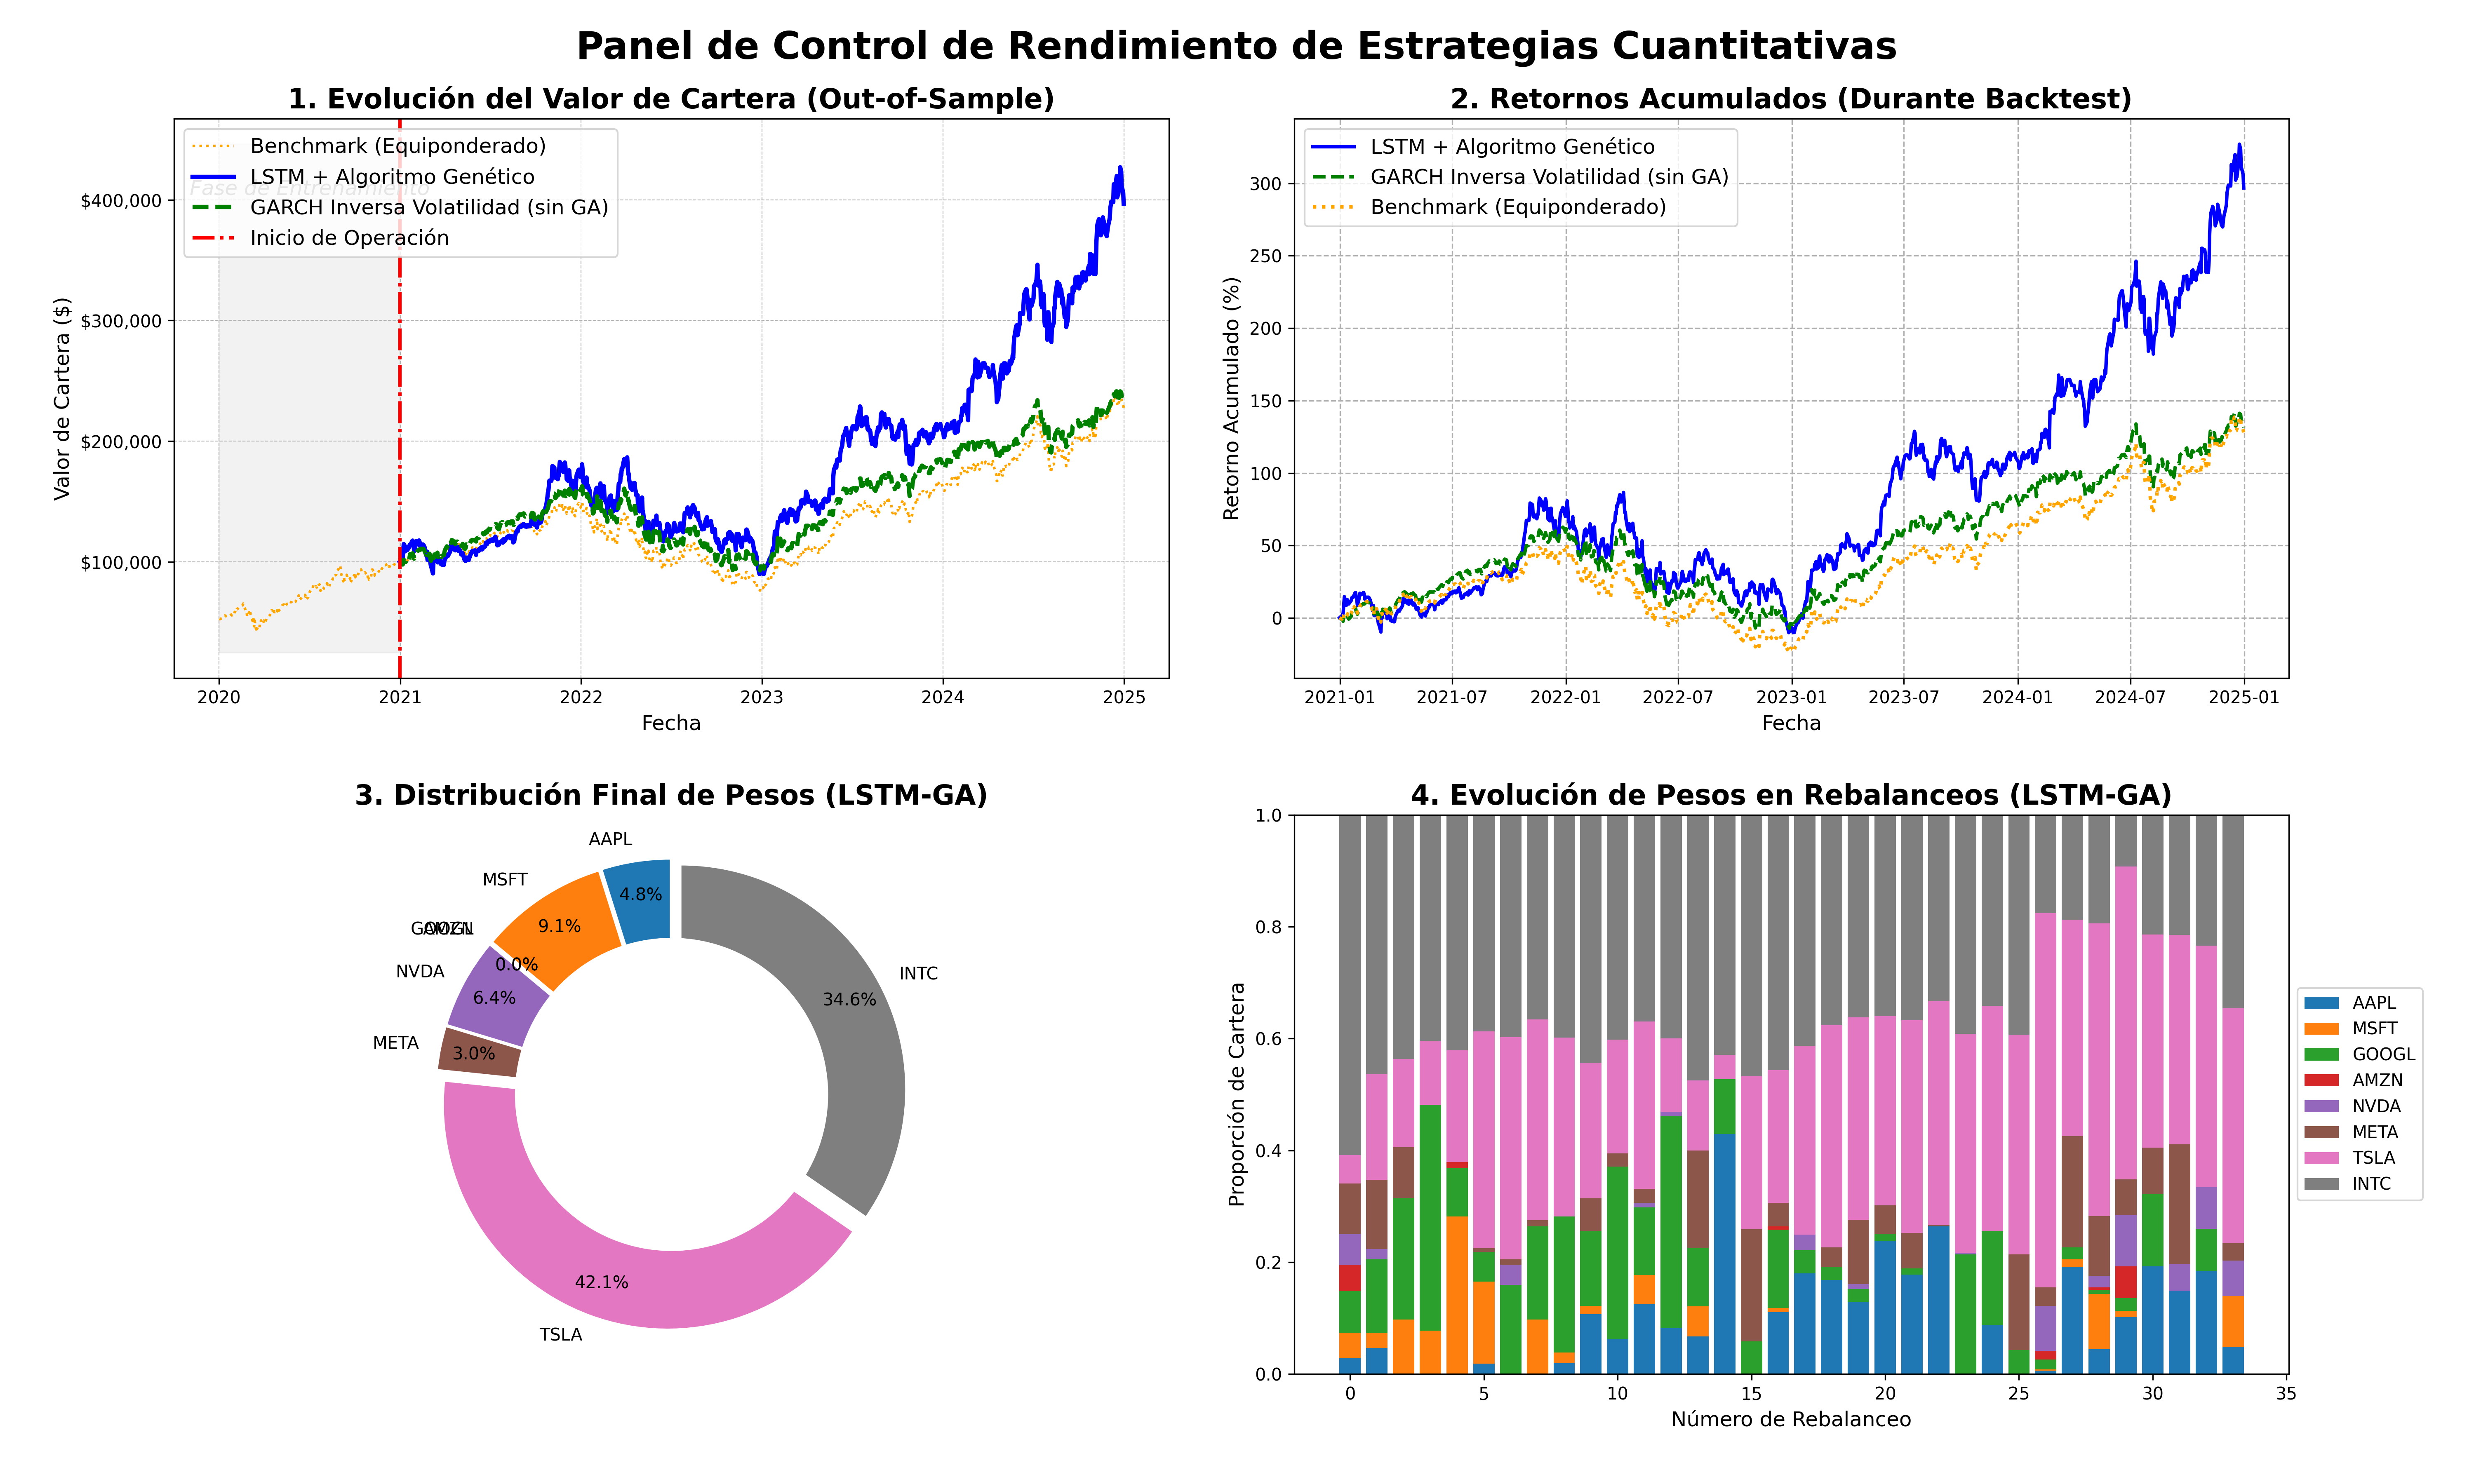 Panel de Control de Rendimiento de Estrategias Cuantitativas
1. Evolución del Valor de Cartera (Out-of-Sample)
Benchmark (Equiponderado)
LSTM + Algoritmo Genético
GARCH Inversa Volatilidad (sin GA)
Inicio de Operación
Fase de Entrenamiento
Valor de Cartera ($)
$400,000
$300,000
$200,000
$100,000
2020 2021 2022 2023 2024 2025
Fecha
2. Retornos Acumulados (Durante Backtest)
LSTM + Algoritmo Genético
GARCH Inversa Volatilidad (sin GA)
Benchmark (Equiponderado)
Retorno Acumulado (%)
300
250
200
150
100
50
0
2021-01 2021-07 2022-01 2022-07 2023-01 2023-07 2024-01 2024-07 2025-01
Fecha
3. Distribución Final de Pesos (LSTM-GA)
AAPL
4.8%
MSFT
9.1%
GOOGL
AMZN
0.0%
NVDA
6.4%
META
3.0%
INTC
34.6%
42.1%
TSLA
4. Evolución de Pesos en Rebalanceos (LSTM-GA)
Proporción de Cartera
1.0
0.8
0.6
0.4
0.2
0.0
0 5 10 15 20 25 30 35
Número de Rebalanceo
AAPL
MSFT
GOOGL
AMZN
NVDA
META
TSLA
INTC